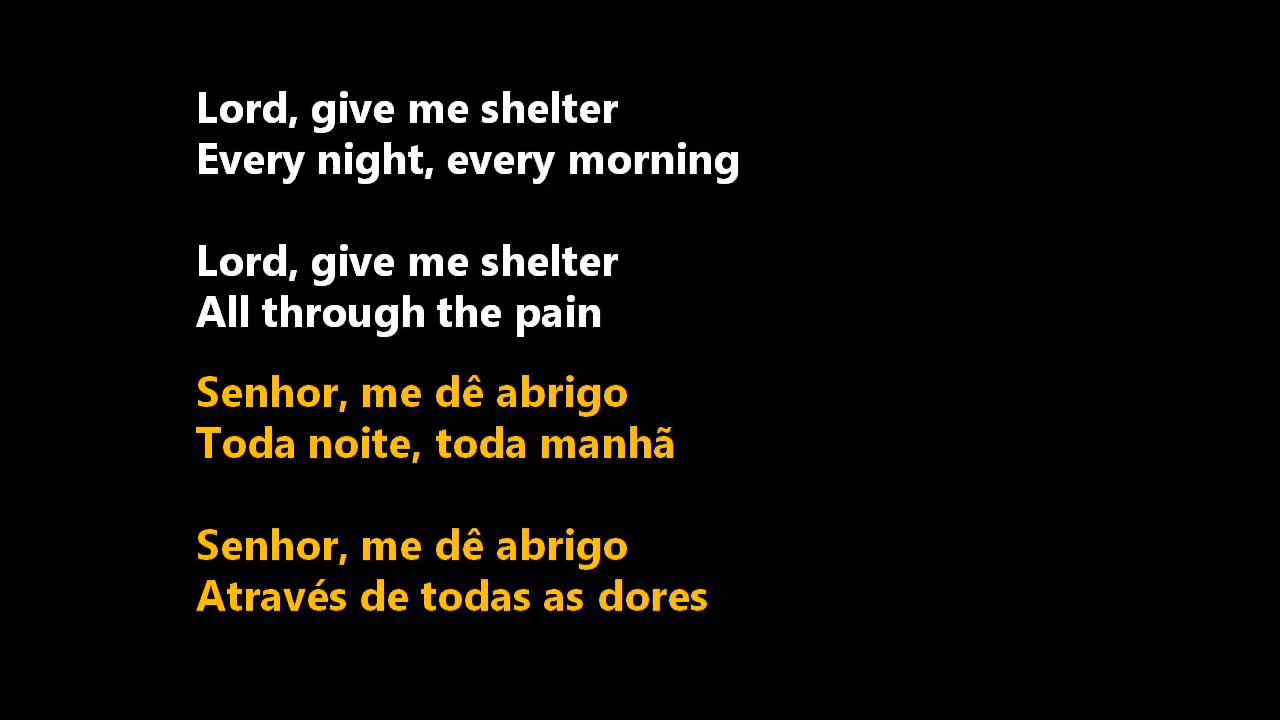 Lord, give me shelter
Every night, every morning
Lord, give me shelter
All through the pain
Senhor, me dê abrigo
Toda noite, toda manhã
Senhor, me dê abrigo
Através de todas as dores